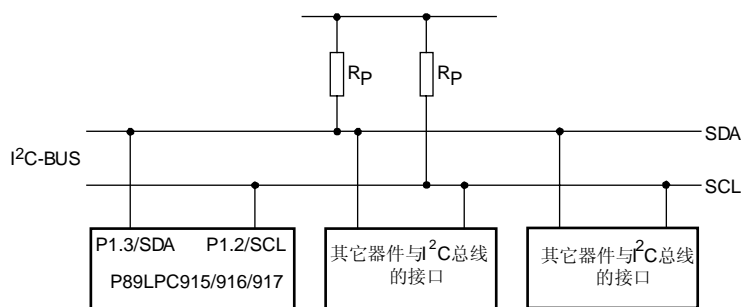 R_P R_P
SDA
I²C-BUS
SCL
P1.3/SDA P1.2/SCL
P89LPC915/916/917
其它器件与I²C总线
的接口
其它器件与I²C总线
的接口